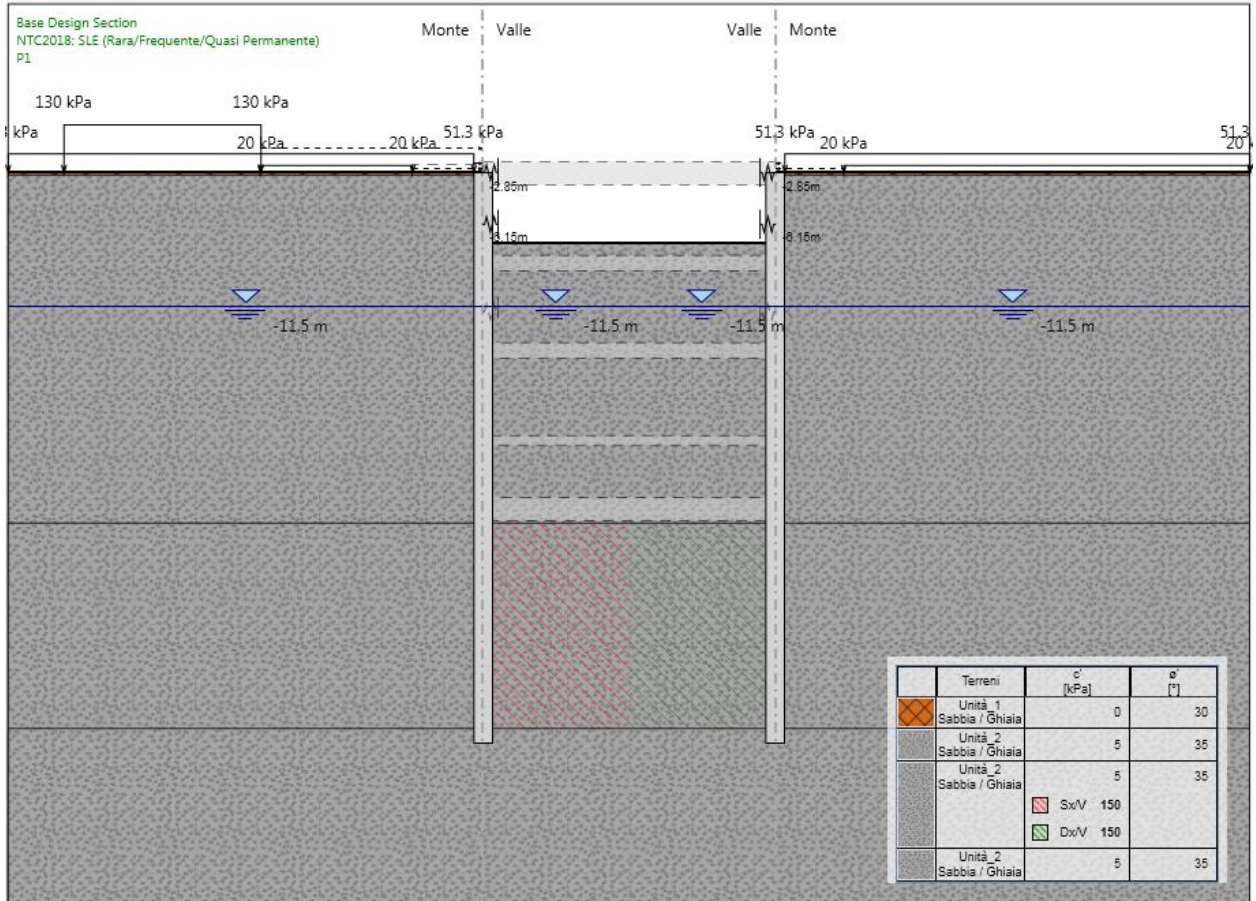 Base Design Section
NTC2018: SLE (Rara/Frequente/Quasi Permanente)
P1
Monte Valle Valle Monte
130 kPa 130 kPa
kPa 20 kPa 20 kPa 51.3 kPa 51.3 kPa 20 kPa 51.3
20
-2.85m -2.85m
-6.15m -6.15m
-11.5 m -11.5 m -11.5 m -11.5 m
Terreni c' [kPa] ø' [°]
Unità_1 Sabbia / Ghiaia 0 30
Unità_2 Sabbia / Ghiaia 5 35
Unità_2 Sabbia / Ghiaia 5 35
Sx/V 150
Dx/V 150
Unità_2 Sabbia / Ghiaia 5 35